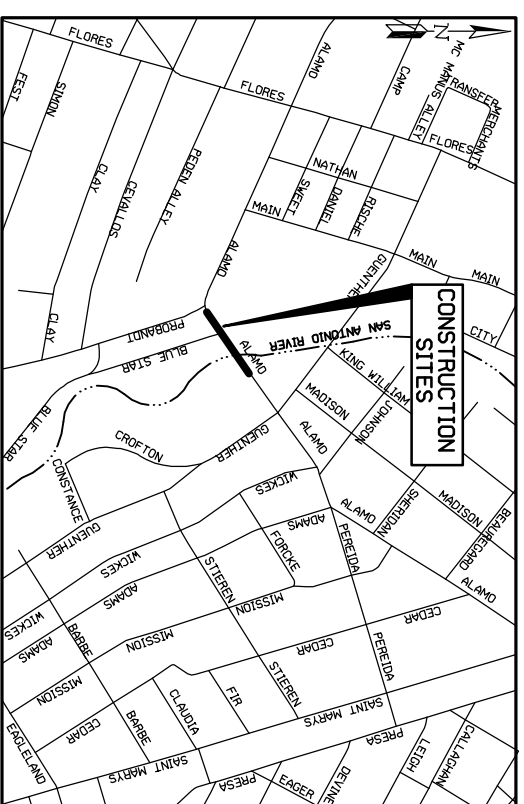 FLORES
ALAMO
CAMP
N
MC MANUS ALLEY
TRANSFER
MERCHANTS
FLORES
FLORES
FEST
SIMON
CLAY
CEVALLOS
PEDEN ALLEY
NATHAN
SWEET
DANIEL
RISCHE
MAIN
ALAMO
GUENTHER
MAIN
MAIN
CITY
CONSTRUCTION
SITES
CLAY
PROBANDT
BLUE STAR
ALAMO
SAN ANTONIO RIVER
KING WILLIAM
MADISON
JOHNSON
ALAMO
BLUE STAR
CONSTANCE
CROFTON
GUENTHER
WICKES
ADAMS
PEREIDA
ALAMO
SHERIDAN
MADISON
BEAUREGARD
ALAMO
GUENTHER
WICKES
ADAMS
STIEREN
FORCKE
MISSION
CEDAR
CEDAR
PEREIDA
WICKES
ADAMS
BARBE
MISSION
MISSION
CEDAR
BARBE
CLAUDIA
FIR
STIEREN
SAINT MARYS
EAGLELAND
SAINT MARYS
PRESA
EAGER
DEVINE
PRESA
LEIGH
CALLAGHAN